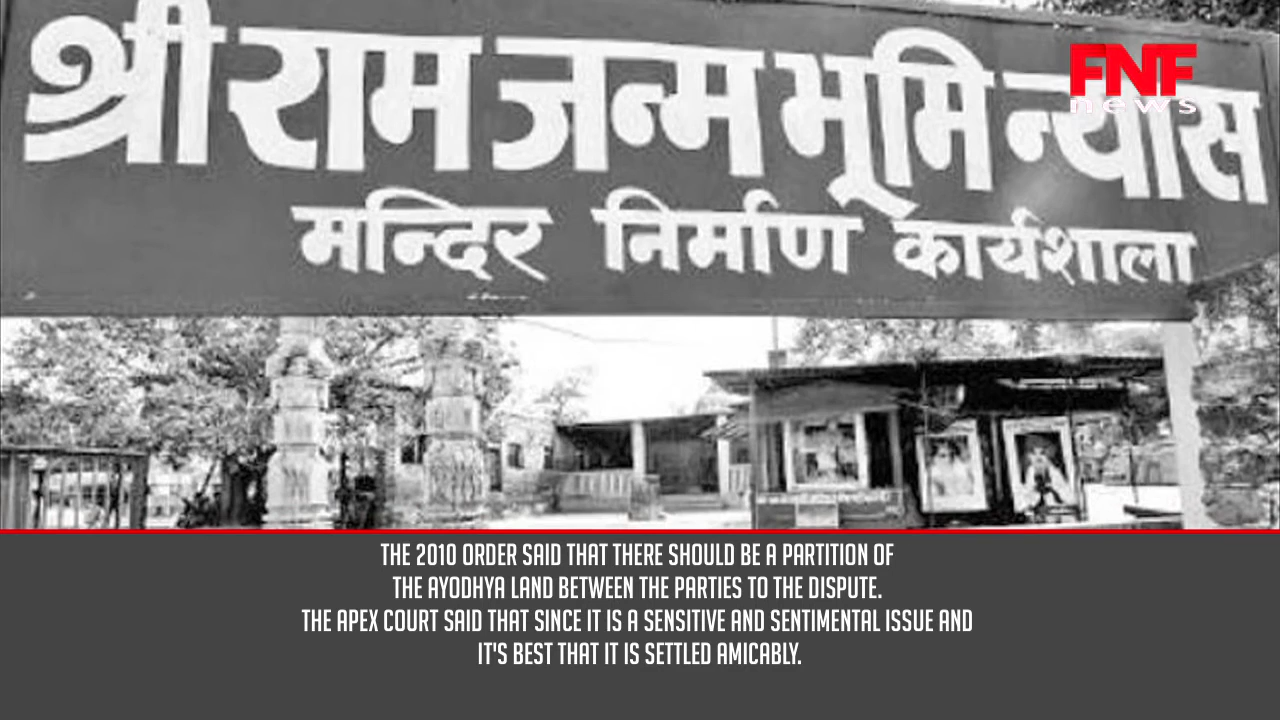 श्री राम जन्म भूमि न्यास
FNF
news
मन्दिर निर्माण कार्यशाला
THE 2010 ORDER SAID THAT THERE SHOULD BE A PARTITION OF
THE AYODHYA LAND BETWEEN THE PARTIES TO THE DISPUTE.
THE APEX COURT SAID THAT SINCE IT IS A SENSITIVE AND SENTIMENTAL ISSUE AND
IT'S BEST THAT IT IS SETTLED AMICABLY.